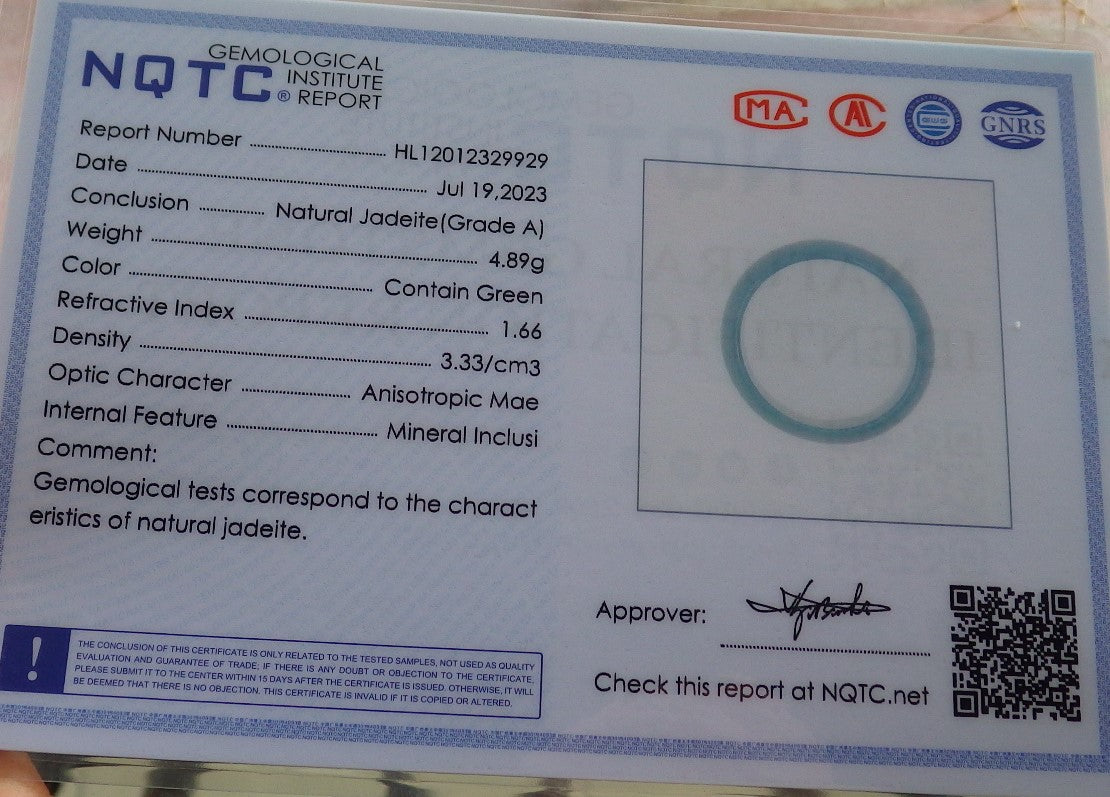 NQTC® GEMOLOGICAL INSTITUTE REPORT
MA
GNRS
Report Number HL12012329929
Date Jul 19,2023
Conclusion Natural Jadeite(Grade A)
Weight 4.89g
Color Contain Green
Refractive Index 1.66
Density 3.33/cm3
Optic Character Anisotropic Mae
Internal Feature Mineral Inclusi
Comment:
Gemological tests correspond to the charact
eristics of natural jadeite.
! THE CONCLUSION OF THIS CERTIFICATE IS ONLY RELATED TO THE TESTED SAMPLES, NOT USED AS QUALITY
EVALUATION AND GUARANTEE OF TRADE; IF THERE IS ANY DOUBT OR OBJECTION TO THE CERTIFICATE,
PLEASE SUBMIT IT TO THE CENTER WITHIN 15 DAYS AFTER THE CERTIFICATE IS ISSUED. OTHERWISE, IT WILL
BE DEEMED THAT THERE IS NO OBJECTION. THIS CERTIFICATE IS INVALID IF IT IS COPIED OR ALTERED.
Approver:
Check this report at NQTC.net